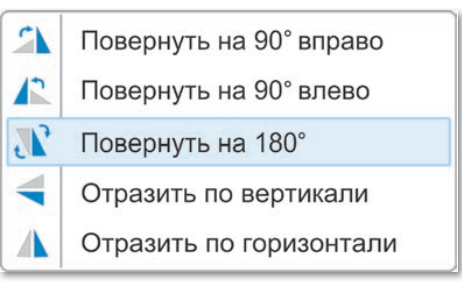 Повернуть на 90° вправо
Повернуть на 90° влево
Повернуть на 180°
Отразить по вертикали
Отразить по горизонтали